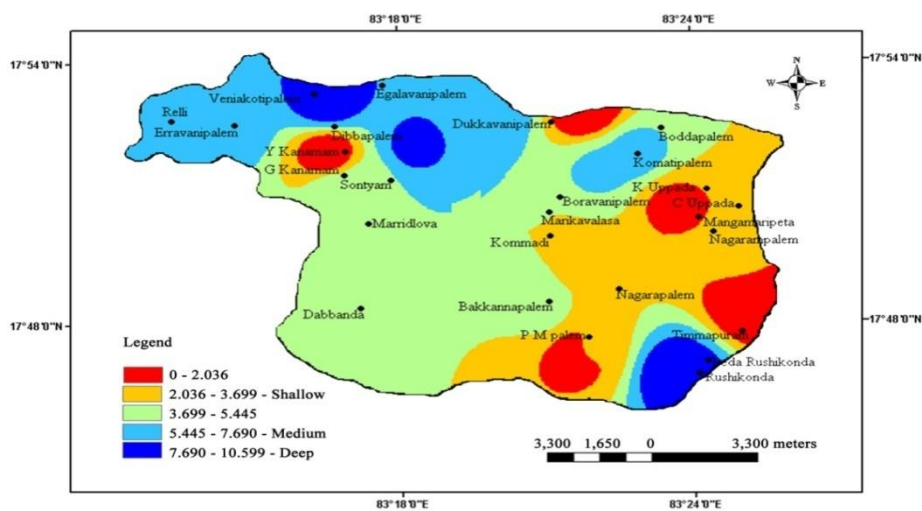 83°18'0"E
83°24'0"E
17°54'0"N
17°54'0"N
N
W E
S
Egalavanipalem
Veniakotipalem
Relli
Erravanipalem
Dibbapalem
Dukkavanipalem
Boddapalem
Y Kanamam
Komatipalem
G Kanamam
Sontyam
K Uppada
Boravanipalem
C Uppada
Marikavalasa
Mangamaripeta
Marridlova
Nagarampalem
Kommadi
Nagarapalem
Bakkannapalem
Dabbanda
17°48'0"N
17°48'0"N
P M palem
Timmapuram
Rushikonda
Rushikonda
Legend
0 - 2.036
2.036 - 3.699 - Shallow
3.699 - 5.445
5.445 - 7.690 - Medium
7.690 - 10.599 - Deep
3,300 1,650 0 3,300 meters
83°18'0"E
83°24'0"E